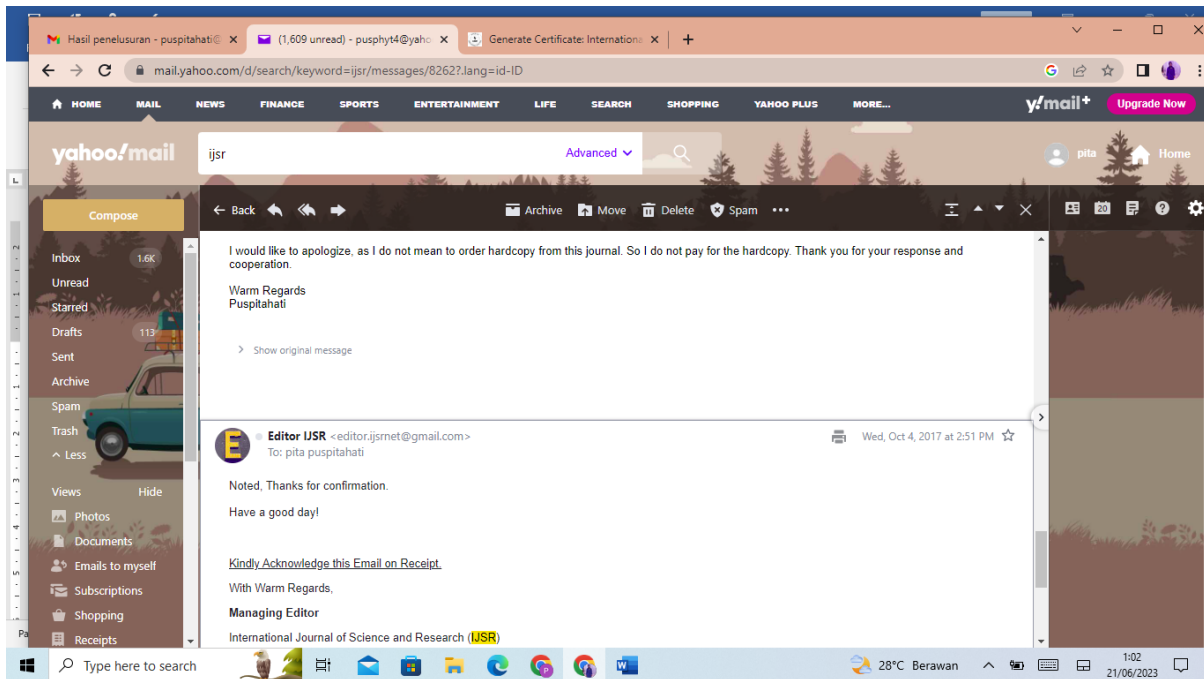 Hasil penelusuran - puspitahati@
(1,609 unread) - pusphyt4@yaho
Generate Certificate: Internationa
mail.yahoo.com/d/search/keyword=ijsr/messages/8262?.lang=id-ID
HOME MAIL NEWS FINANCE SPORTS ENTERTAINMENT LIFE SEARCH SHOPPING YAHOO PLUS MORE... y!mail+ Upgrade Now
yahoo!mail ijsr Advanced pita Home
Compose Back Archive Move Delete Spam 20
I would like to apologize, as I do not mean to order hardcopy from this journal. So I do not pay for the hardcopy. Thank you for your response and
cooperation.
Warm Regards
Puspitahati
Show original message
Inbox 1.6K
Unread
Starred
Drafts 113
Sent
Archive
Spam
Trash
Less
Views Hide
Photos
Documents
Emails to myself
Subscriptions
Shopping
Receipts
E
Editor IJSR <editor.ijsrnet@gmail.com> Wed, Oct 4, 2017 at 2:51 PM
To: pita puspitahati
Noted, Thanks for confirmation.
Have a good day!
Kindly Acknowledge this Email on Receipt.
With Warm Regards,
Managing Editor
International Journal of Science and Research (IJSR)
Pa
Type here to search 28°C Berawan 1:02
21/06/2023